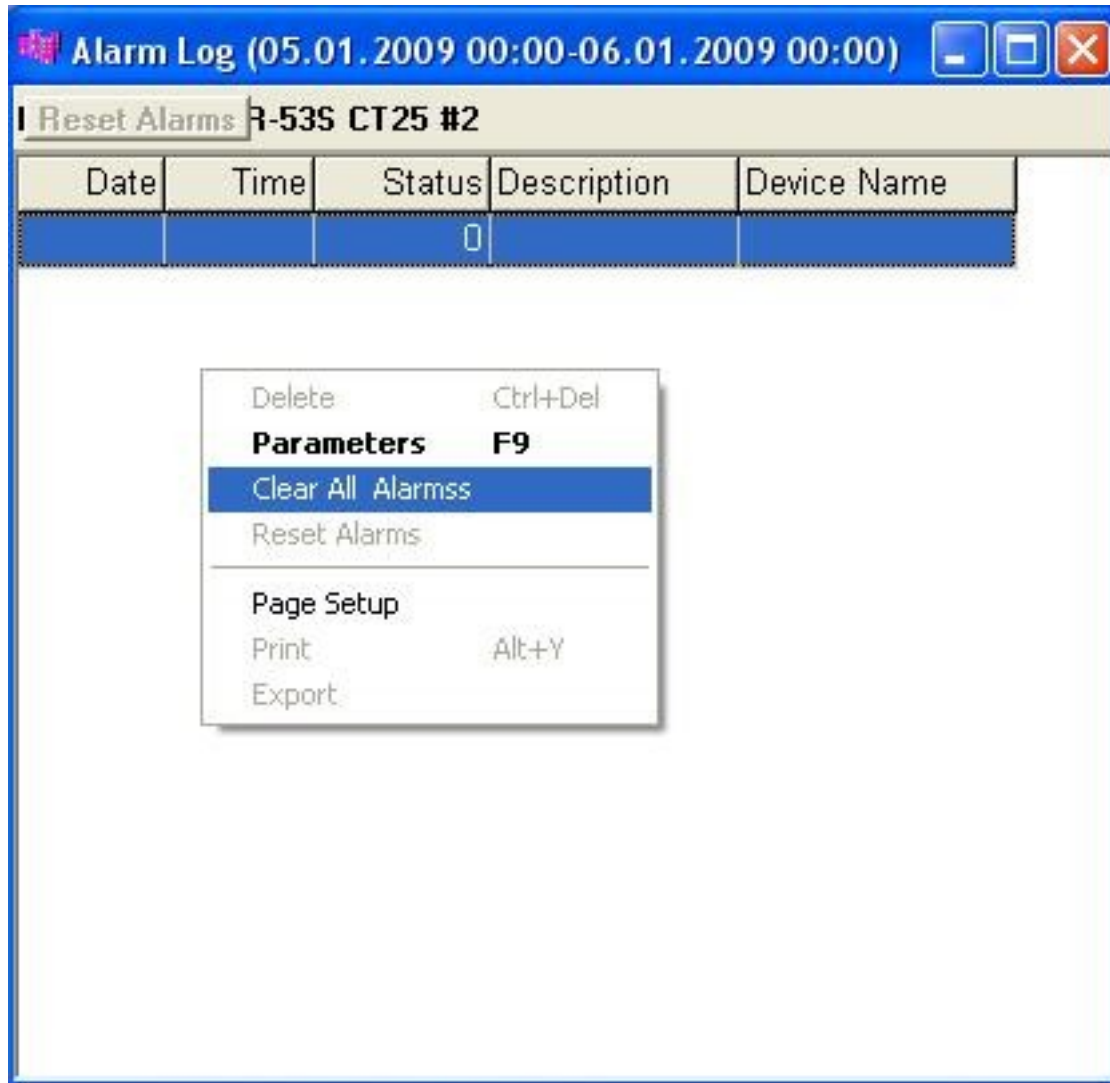 Alarm Log (05.01.2009 00:00-06.01.2009 00:00)
Reset Alarms R-53S CT25 #2
Date Time Status Description Device Name
0
Delete Ctrl+Del
Parameters F9
Clear All Alarmss
Reset Alarms
Page Setup
Print Alt+Y
Export